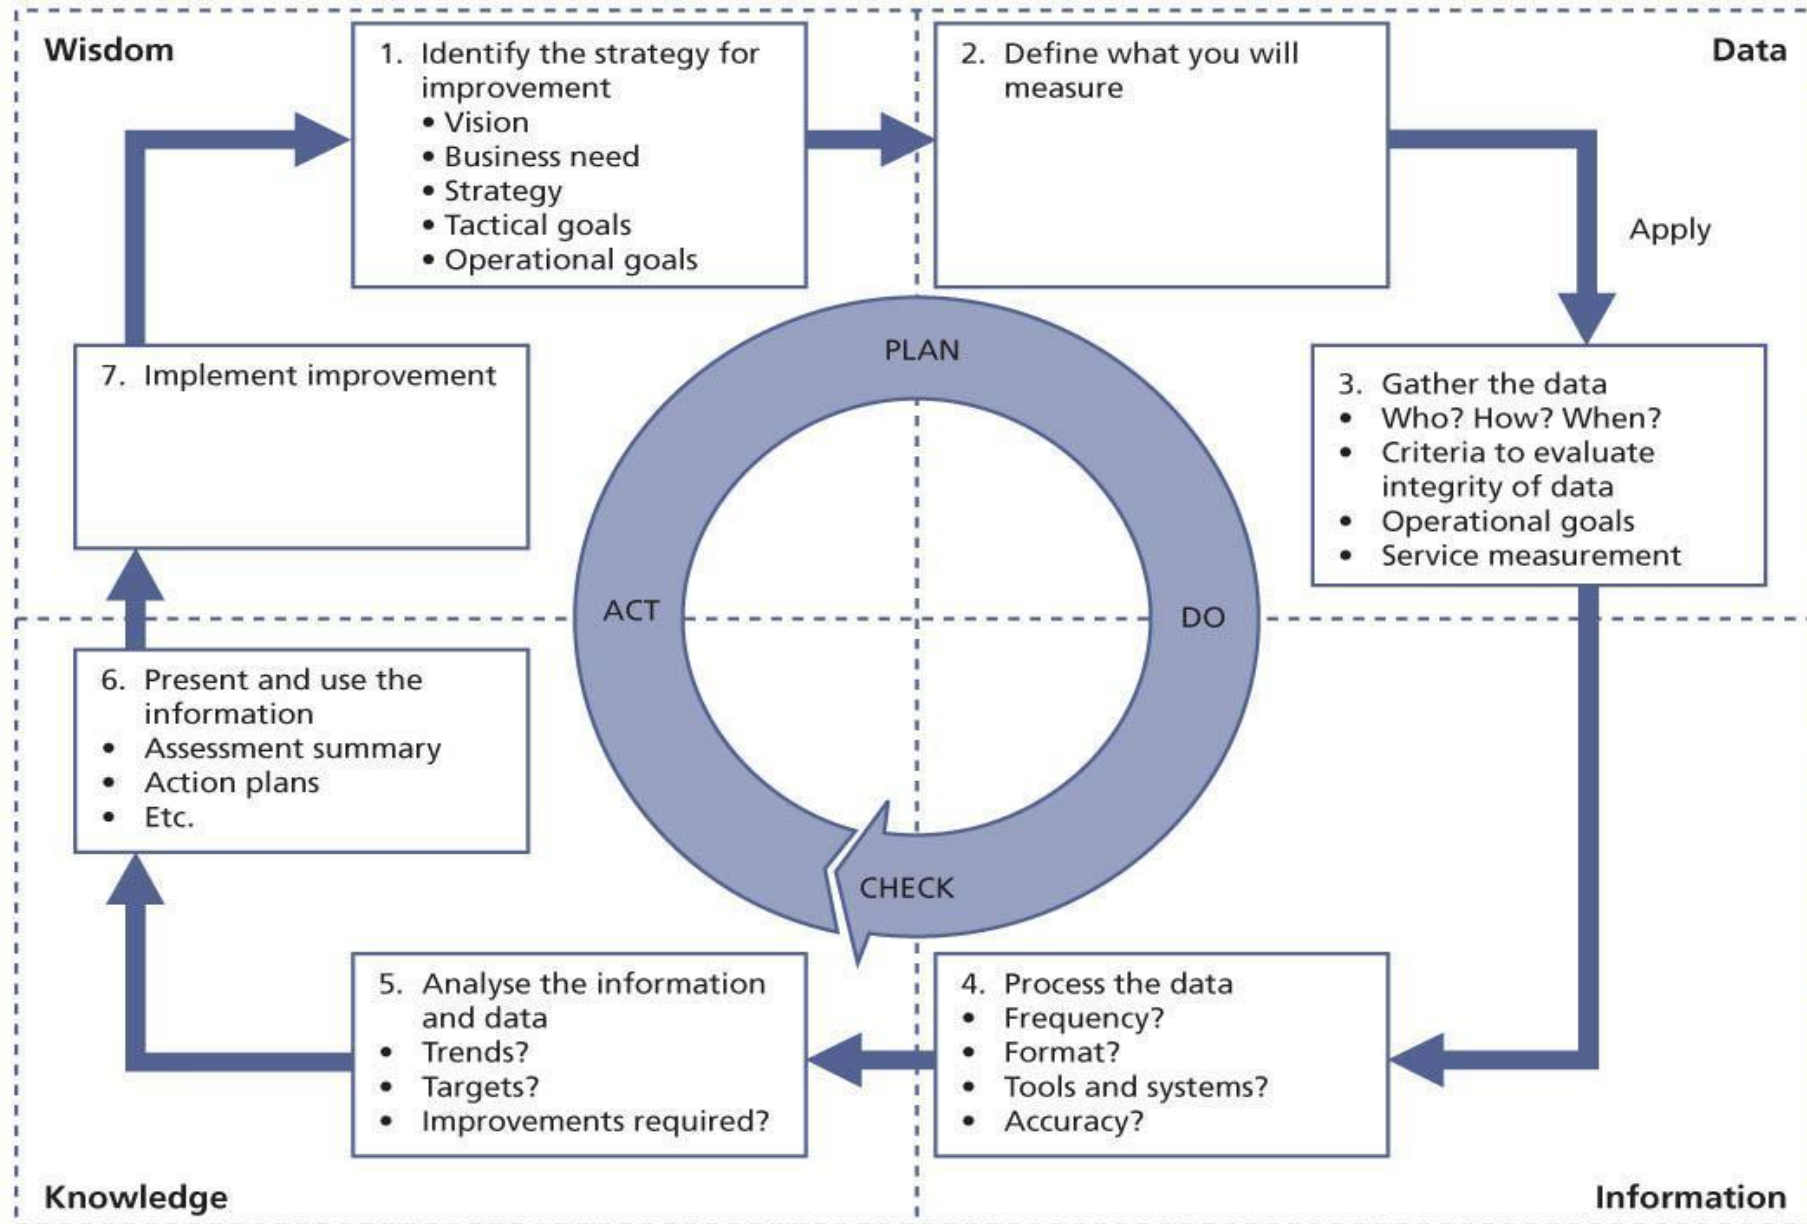 Wisdom
1. Identify the strategy for
improvement
• Vision
• Business need
• Strategy
• Tactical goals
• Operational goals
2. Define what you will
measure
Data
Apply
PLAN
7. Implement improvement
3. Gather the data
• Who? How? When?
• Criteria to evaluate
integrity of data
• Operational goals
• Service measurement
ACT
DO
6. Present and use the
information
• Assessment summary
• Action plans
• Etc.
CHECK
5. Analyse the information
and data
• Trends?
• Targets?
• Improvements required?
4. Process the data
• Frequency?
• Format?
• Tools and systems?
• Accuracy?
Knowledge
Information